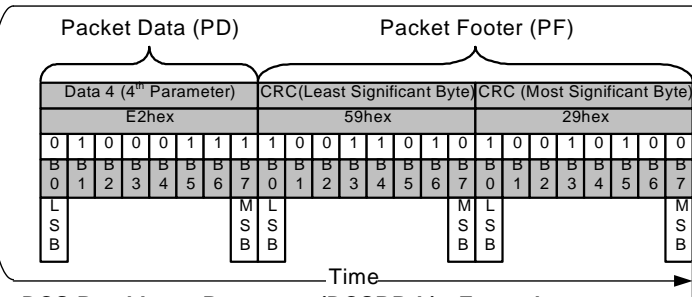 Packet Data (PD) Packet Footer (PF)
Data 4 (4th Parameter) CRC(Least Significant Byte) CRC (Most Significant Byte)
E2hex 59hex 29hex
0 1 0 0 0 1 1 1 1 0 0 1 1 0 1 0 1 0 0 1 0 1 0 0
B0 B1 B2 B3 B4 B5 B6 B7 B0 B1 B2 B3 B4 B5 B6 B7 B0 B1 B2 B3 B4 B5 B6 B7
LSB MSB LSB MSB LSB MSB
Time